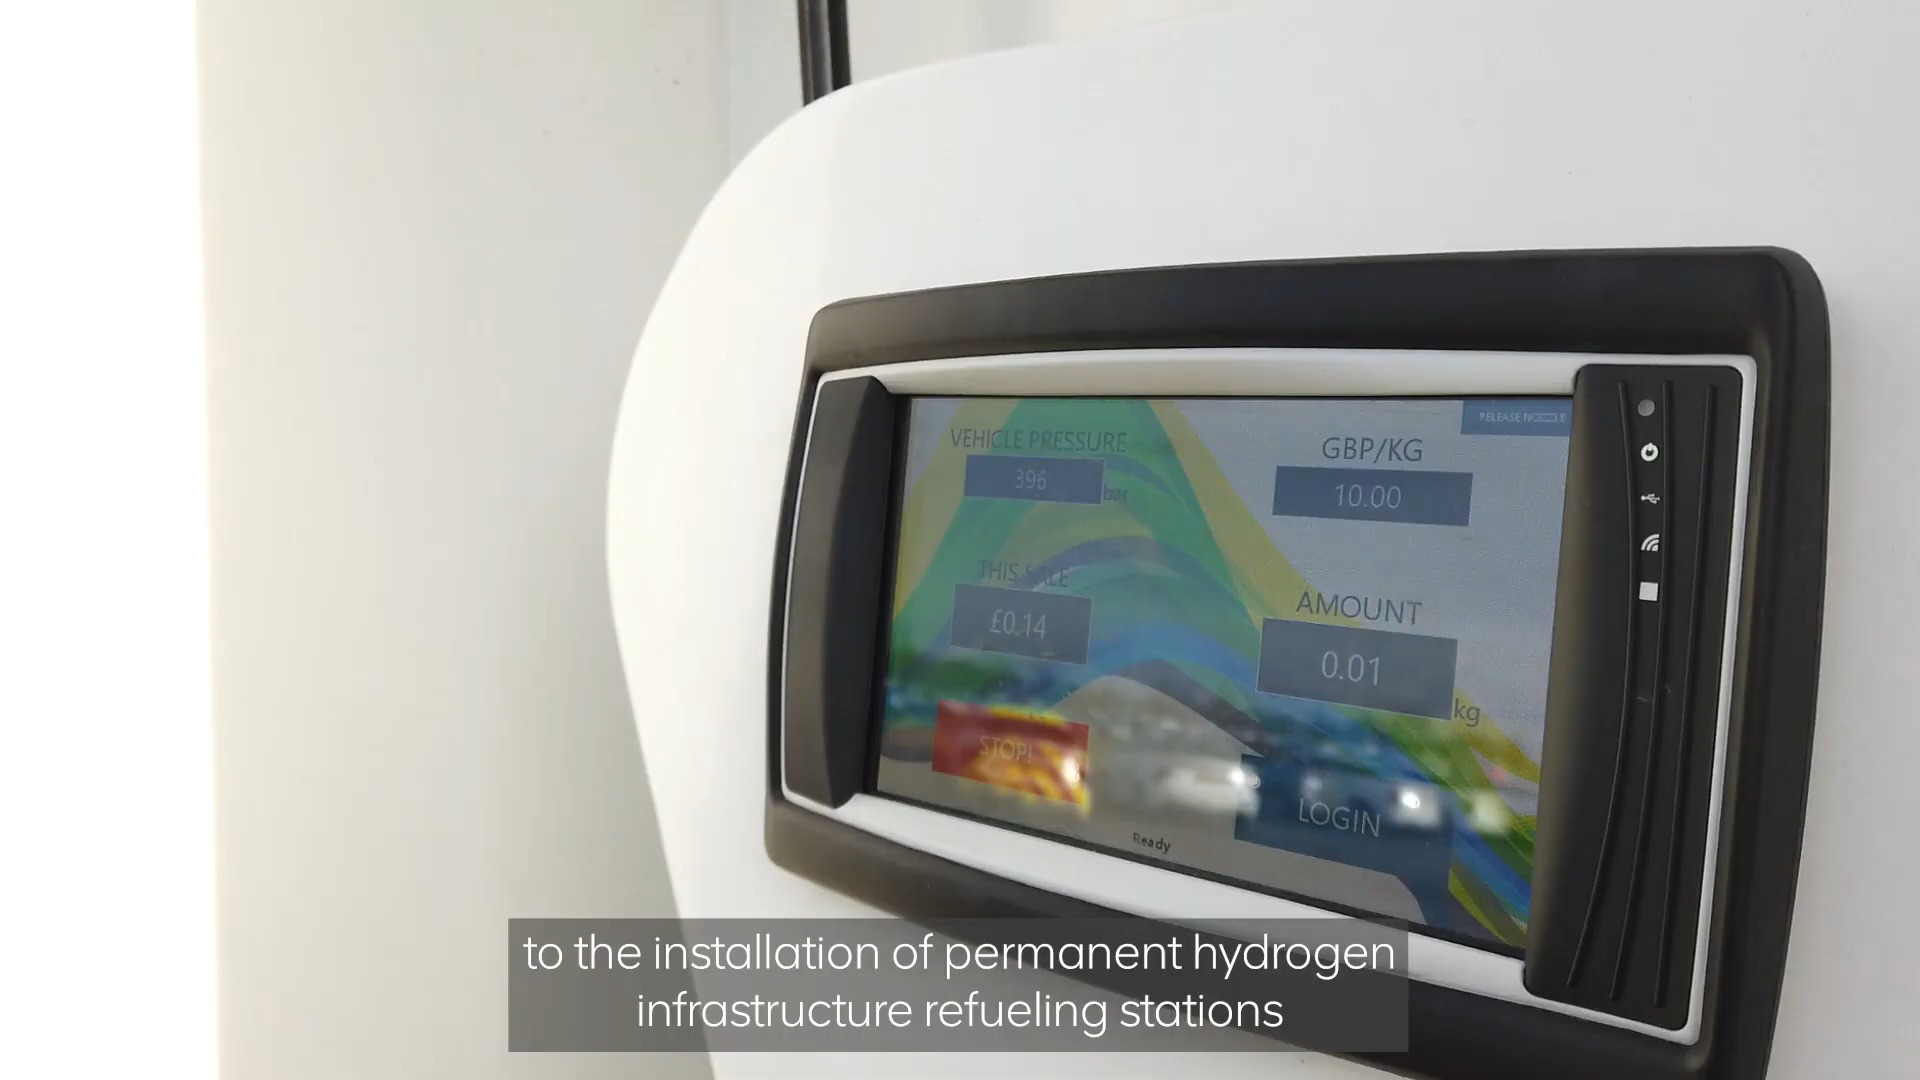 RELEASE NOZZLE
VEHICLE PRESSURE
396
bar
GBP/KG
10.00
THIS SALE
£0.14
AMOUNT
0.01
kg
STOP!
LOGIN
Ready
to the installation of permanent hydrogen
infrastructure refueling stations